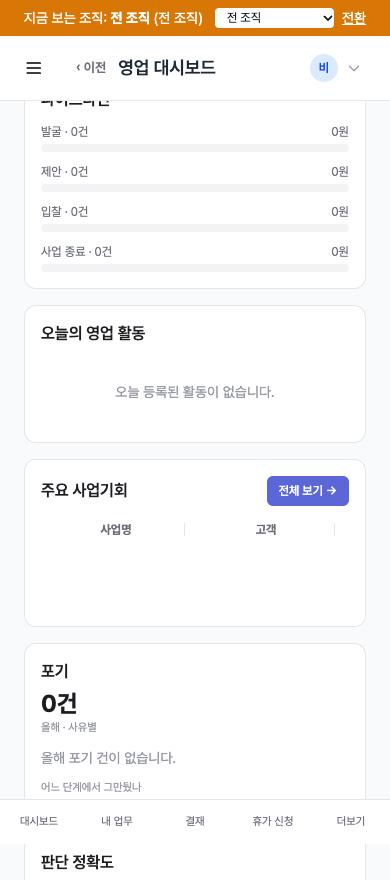 지금 보는 조직: 전 조직 (전 조직) 전 조직 전환
‹ 이전 영업 대시보드 비
파이프라인
발굴 · 0건 0원
제안 · 0건 0원
입찰 · 0건 0원
사업 종료 · 0건 0원
오늘의 영업 활동
오늘 등록된 활동이 없습니다.
주요 사업기회 전체 보기 →
사업명 고객
포기
0건
올해 · 사유별
올해 포기 건이 없습니다.
어느 단계에서 그만뒀나
대시보드 내 업무 결재 휴가 신청 더보기
판단 정확도